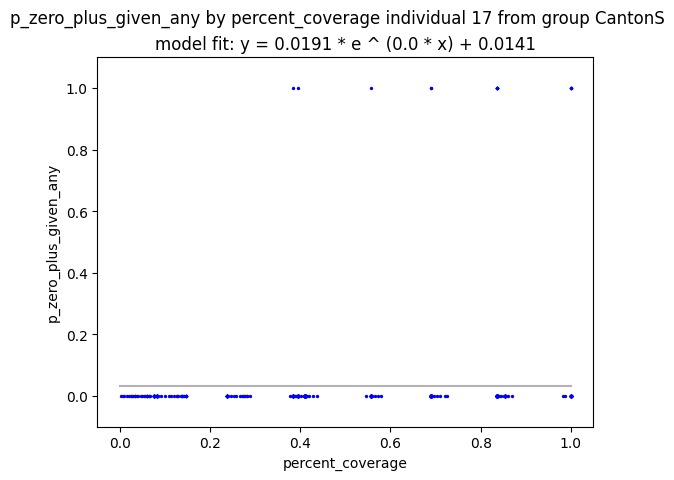 p_zero_plus_given_any by percent_coverage individual 17 from group CantonS
model fit: y = 0.0191 * e ^ (0.0 * x) + 0.0141
1.0
0.8
0.6
0.4
0.2
0.0
p_zero_plus_given_any
0.0 0.2 0.4 0.6 0.8 1.0
percent_coverage